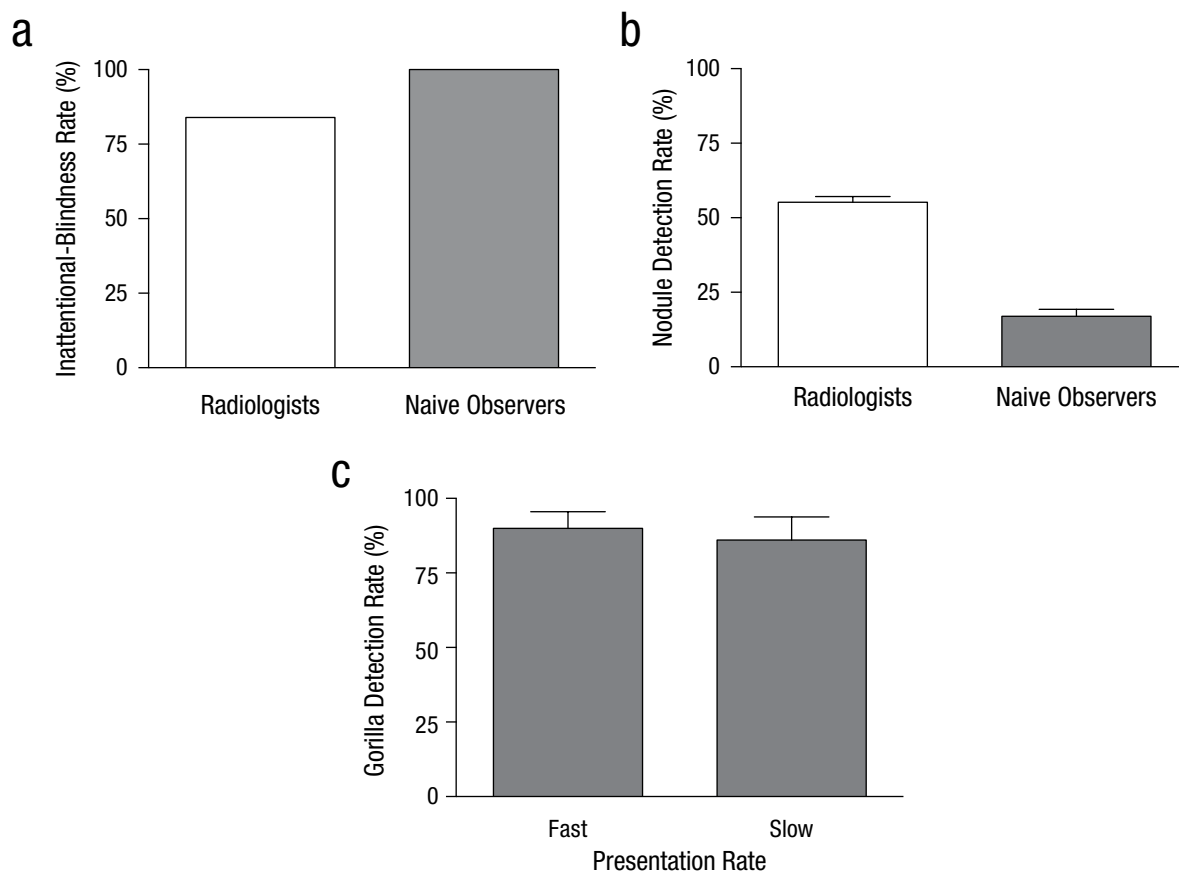 a
Inattentional-Blindness Rate (%)
100
75
50
25
0
Radiologists
Naive Observers
b
Nodule Detection Rate (%)
100
75
50
25
0
Radiologists
Naive Observers
c
Gorilla Detection Rate (%)
100
75
50
25
0
Fast
Slow
Presentation Rate